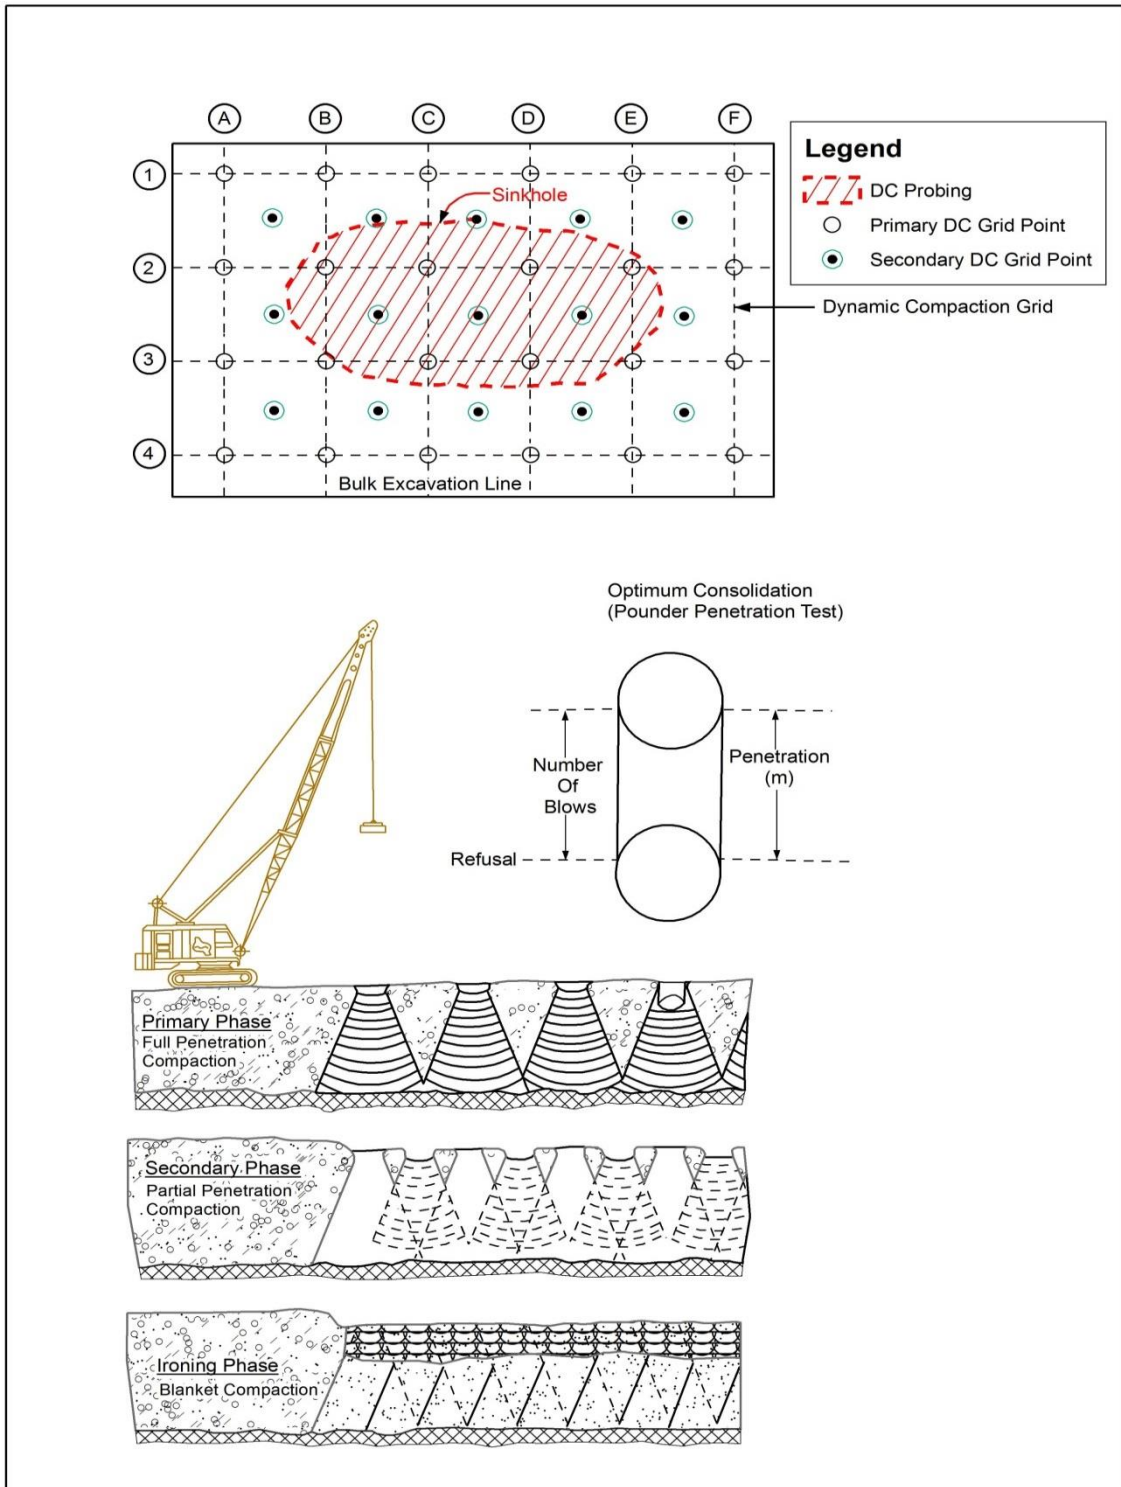 A B C D E F
1
2
3
4
Sinkhole
Bulk Excavation Line
Legend
DC Probing
Primary DC Grid Point
Secondary DC Grid Point
Dynamic Compaction Grid
Optimum Consolidation
(Pounder Penetration Test)
Number
Of
Blows
Penetration
(m)
Refusal
Primary Phase
Full Penetration
Compaction
Secondary Phase
Partial Penetration
Compaction
Ironing Phase
Blanket Compaction